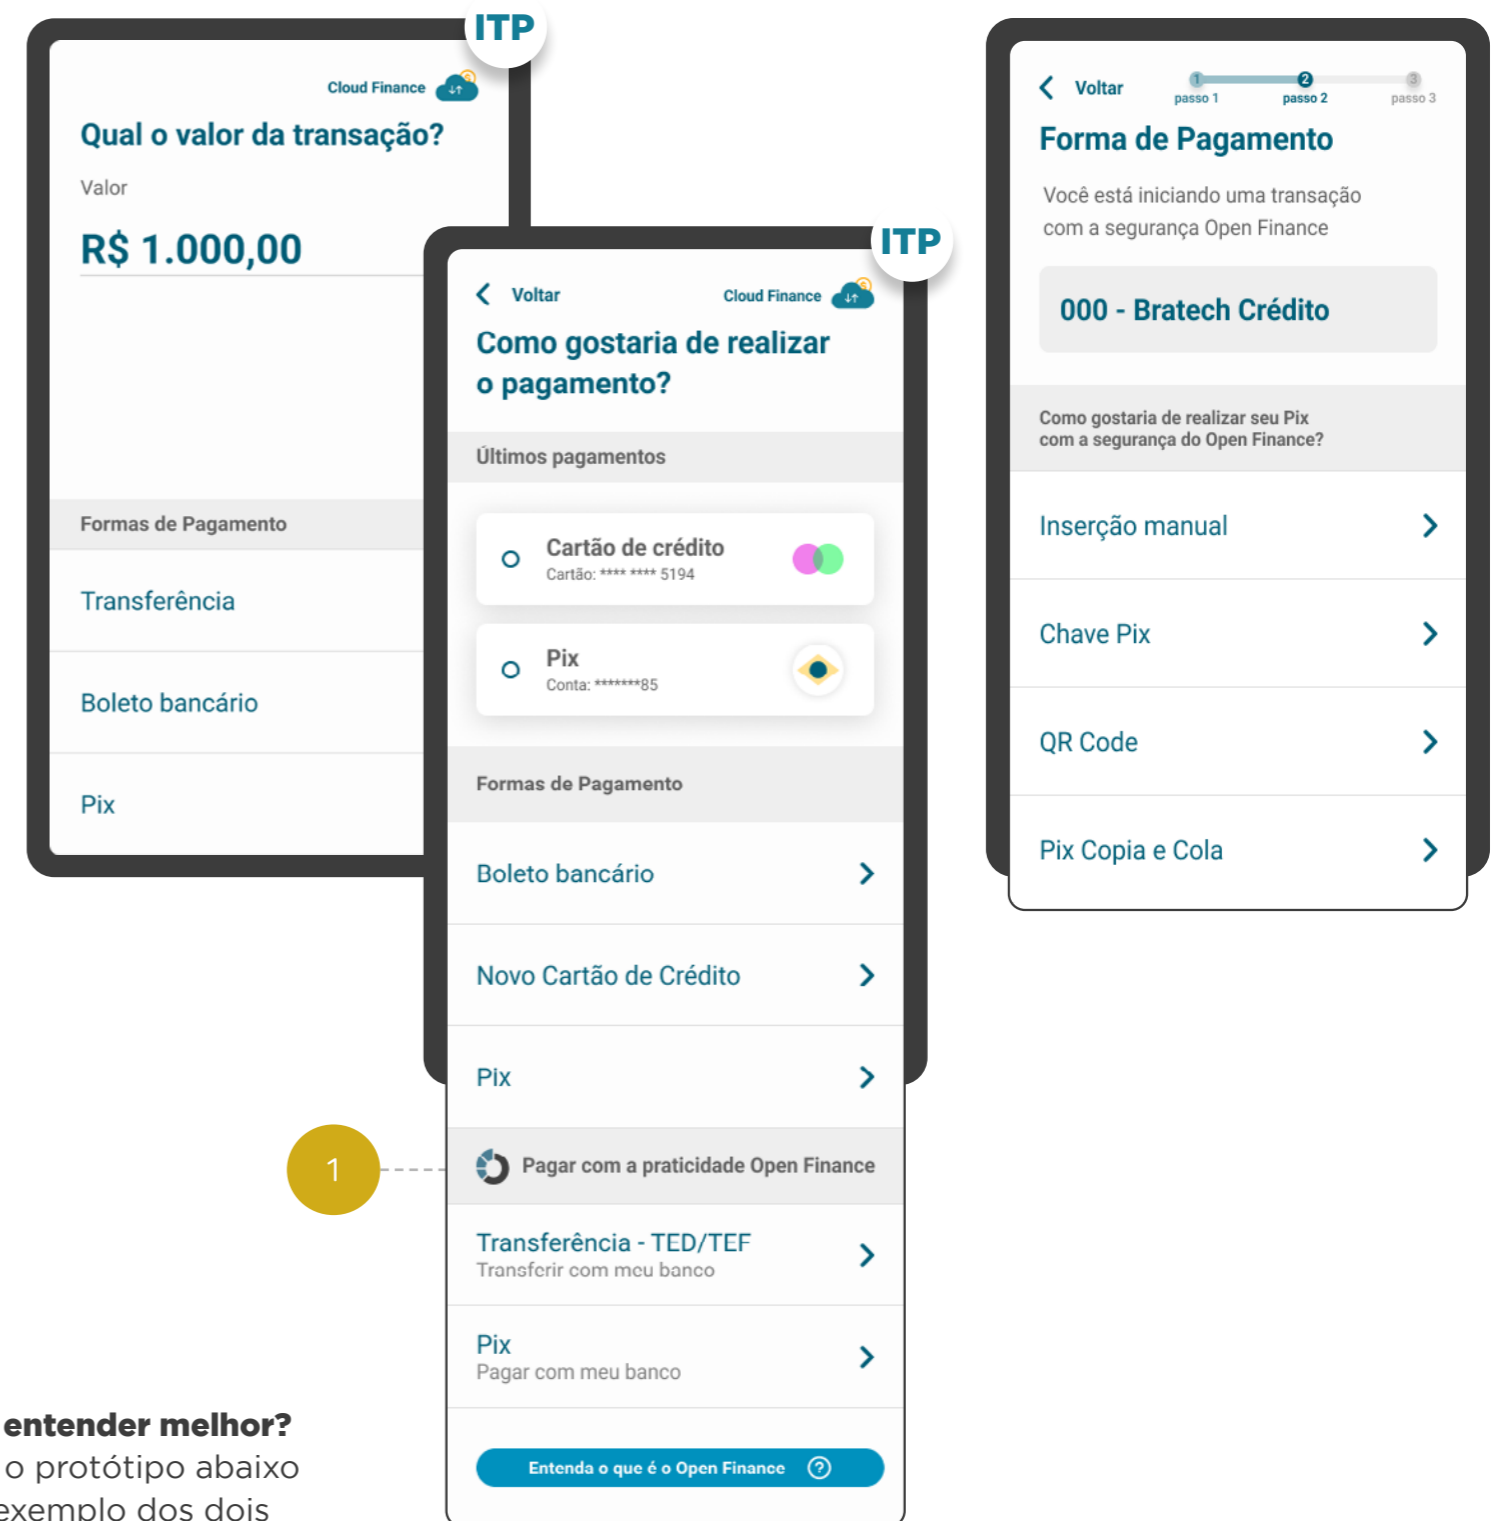 ITP
Cloud Finance
Qual o valor da transação?
Valor
R$ 1.000,00
Formas de Pagamento
Transferência
Boleto bancário
Pix
ITP
Voltar
Cloud Finance
Como gostaria de realizar
o pagamento?
Últimos pagamentos
Cartão de crédito
Cartão: **** **** 5194
Pix
Conta: *******85
Formas de Pagamento
Boleto bancário
Novo Cartão de Crédito
Pix
1
Pagar com a praticidade Open Finance
Transferência - TED/TEF
Transferir com meu banco
Pix
Pagar com meu banco
Entenda o que é o Open Finance ?
Voltar
1 2 3
passo 1 passo 2 passo 3
Forma de Pagamento
Você está iniciando uma transação
com a segurança Open Finance
000 - Bratech Crédito
Como gostaria de realizar seu Pix
com a segurança do Open Finance?
Inserção manual
Chave Pix
QR Code
Pix Copia e Cola
entender melhor?
o protótipo abaixo
exemplo dos dois